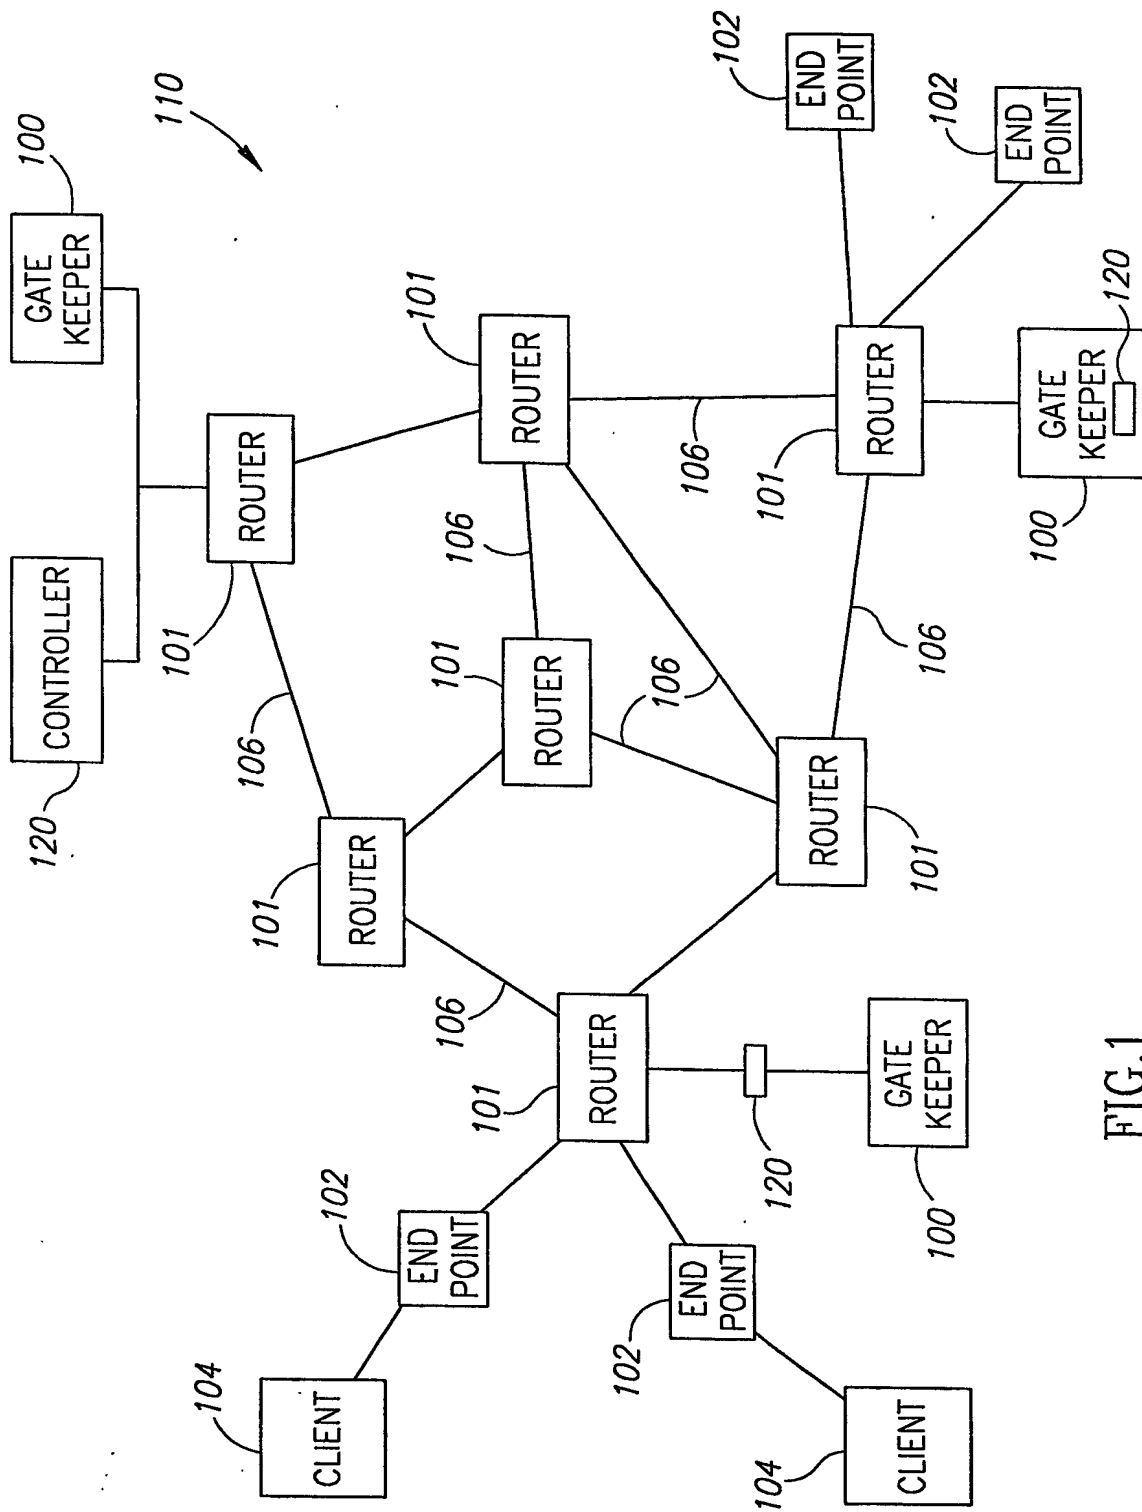 120
CONTROLLER
GATE
KEEPER
100
101
110
104
ROUTER
101
106
CLIENT
102
ROUTER
101
END
POINT
106
101
106
101
ROUTER
ROUTER
ROUTER
102
106
106
END
POINT
102
104
120
101
END
POINT
ROUTER
ROUTER
CLIENT
GATE
KEEPER
101
106
100
102
END
POINT
100
GATE
KEEPER
120
FIG.1